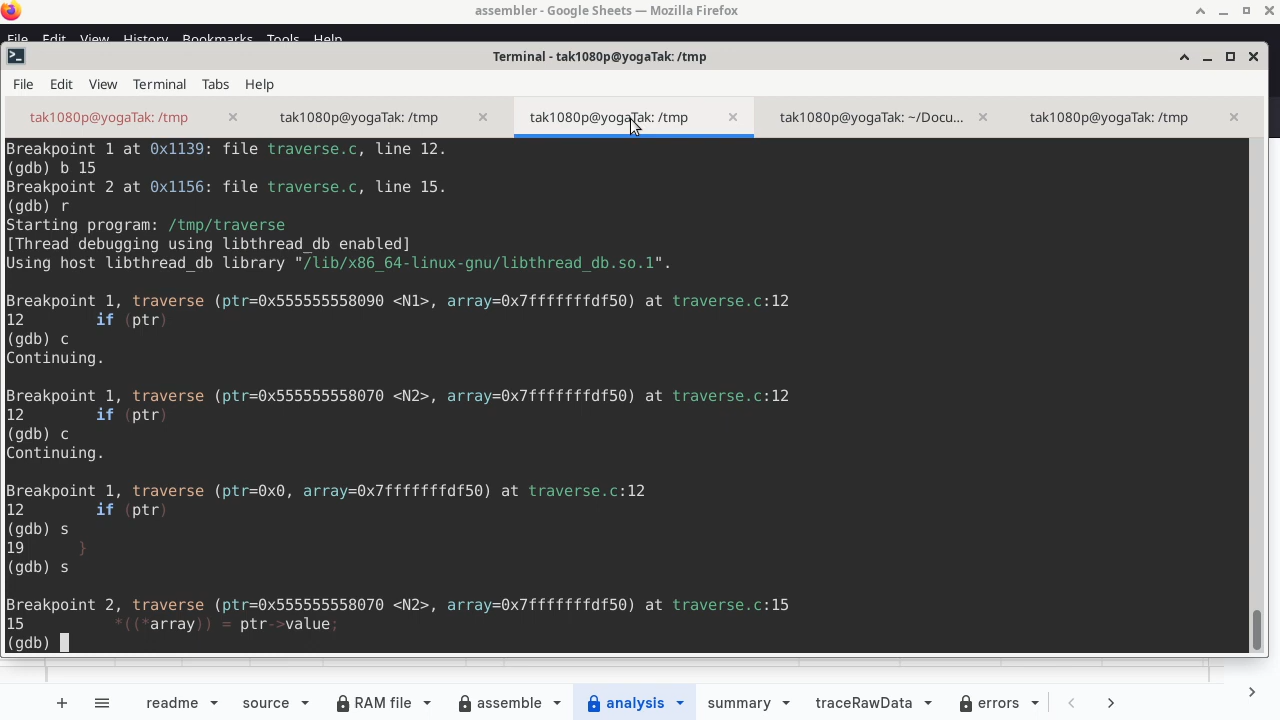 assembler - Google Sheets — Mozilla Firefox
File Edit View History Bookmarks Tools Help
Terminal - tak1080p@yogaTak: /tmp
File Edit View Terminal Tabs Help
tak1080p@yogaTak: /tmp tak1080p@yogaTak: /tmp tak1080p@yogaTak: /tmp tak1080p@yogaTak: ~/Docu... tak1080p@yogaTak: /tmp
Breakpoint 1 at 0x1139: file traverse.c, line 12.
(gdb) b 15
Breakpoint 2 at 0x1156: file traverse.c, line 15.
(gdb) r
Starting program: /tmp/traverse
[Thread debugging using libthread_db enabled]
Using host libthread_db library "/lib/x86_64-linux-gnu/libthread_db.so.1".
Breakpoint 1, traverse (ptr=0x555555558090 <N1>, array=0x7fffffffdf50) at traverse.c:12
12        if (ptr)
(gdb) c
Continuing.
Breakpoint 1, traverse (ptr=0x555555558070 <N2>, array=0x7fffffffdf50) at traverse.c:12
12        if (ptr)
(gdb) c
Continuing.
Breakpoint 1, traverse (ptr=0x0, array=0x7fffffffdf50) at traverse.c:12
12        if (ptr)
(gdb) s
19      }
(gdb) s
Breakpoint 2, traverse (ptr=0x555555558070 <N2>, array=0x7fffffffdf50) at traverse.c:15
15          *((*array)) = ptr->value;
(gdb)
+ readme source RAM file assemble analysis summary traceRawData errors